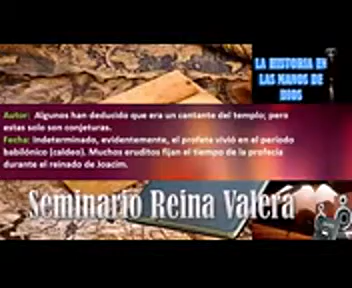 LA HISTORIA EN
LAS MANOS DE
DIOS
Autor: Algunos han deducido que era un cantante del templo; pero
estas solo son conjeturas.
Fecha: Indeterminado, evidentemente, el profeta vivió en el período
babilónico (caldeo). Muchos eruditos fijan el tiempo de la profecía
durante el reinado de Joacim.
Seminario Reina Valera